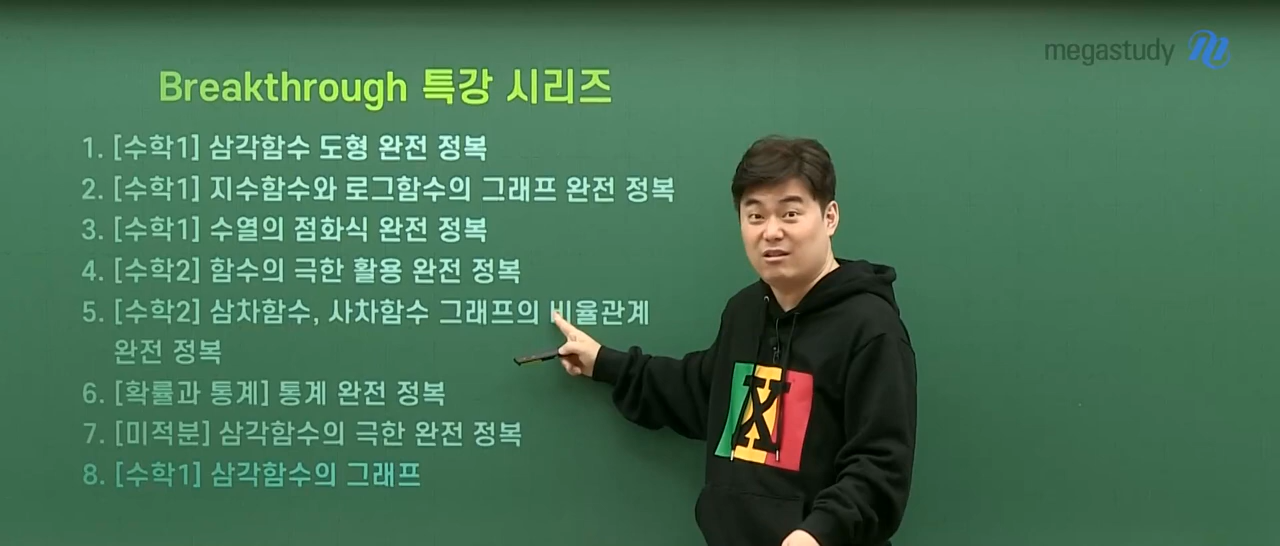 megastudy
Breakthrough 특강 시리즈
1. [수학1] 삼각함수 도형 완전 정복
2. [수학1] 지수함수와 로그함수의 그래프 완전 정복
3. [수학1] 수열의 점화식 완전 정복
4. [수학2] 함수의 극한 활용 완전 정복
5. [수학2] 삼차함수, 사차함수 그래프의 비율관계
완전 정복
6. [확률과 통계] 통계 완전 정복
7. [미적분] 삼각함수의 극한 완전 정복
8. [수학1] 삼각함수의 그래프
X